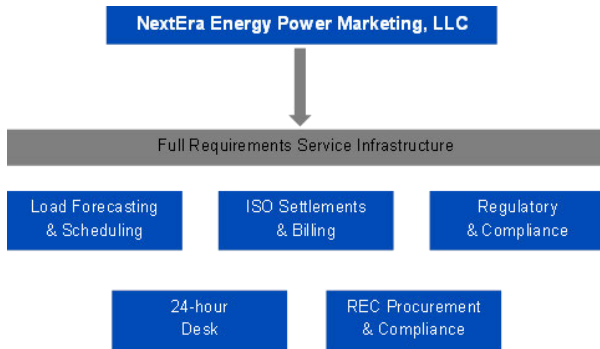 NextEra Energy Power Marketing, LLC
Full Requirements Service Infrastructure
Load Forecasting
& Scheduling
ISO Settlements
& Billing
Regulatory
& Compliance
24-hour
Desk
REC Procurement
& Compliance